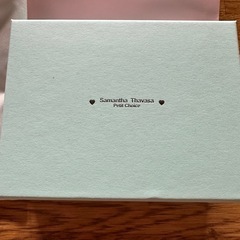 Samantha Thavasa
♥ Petit Choice ♥